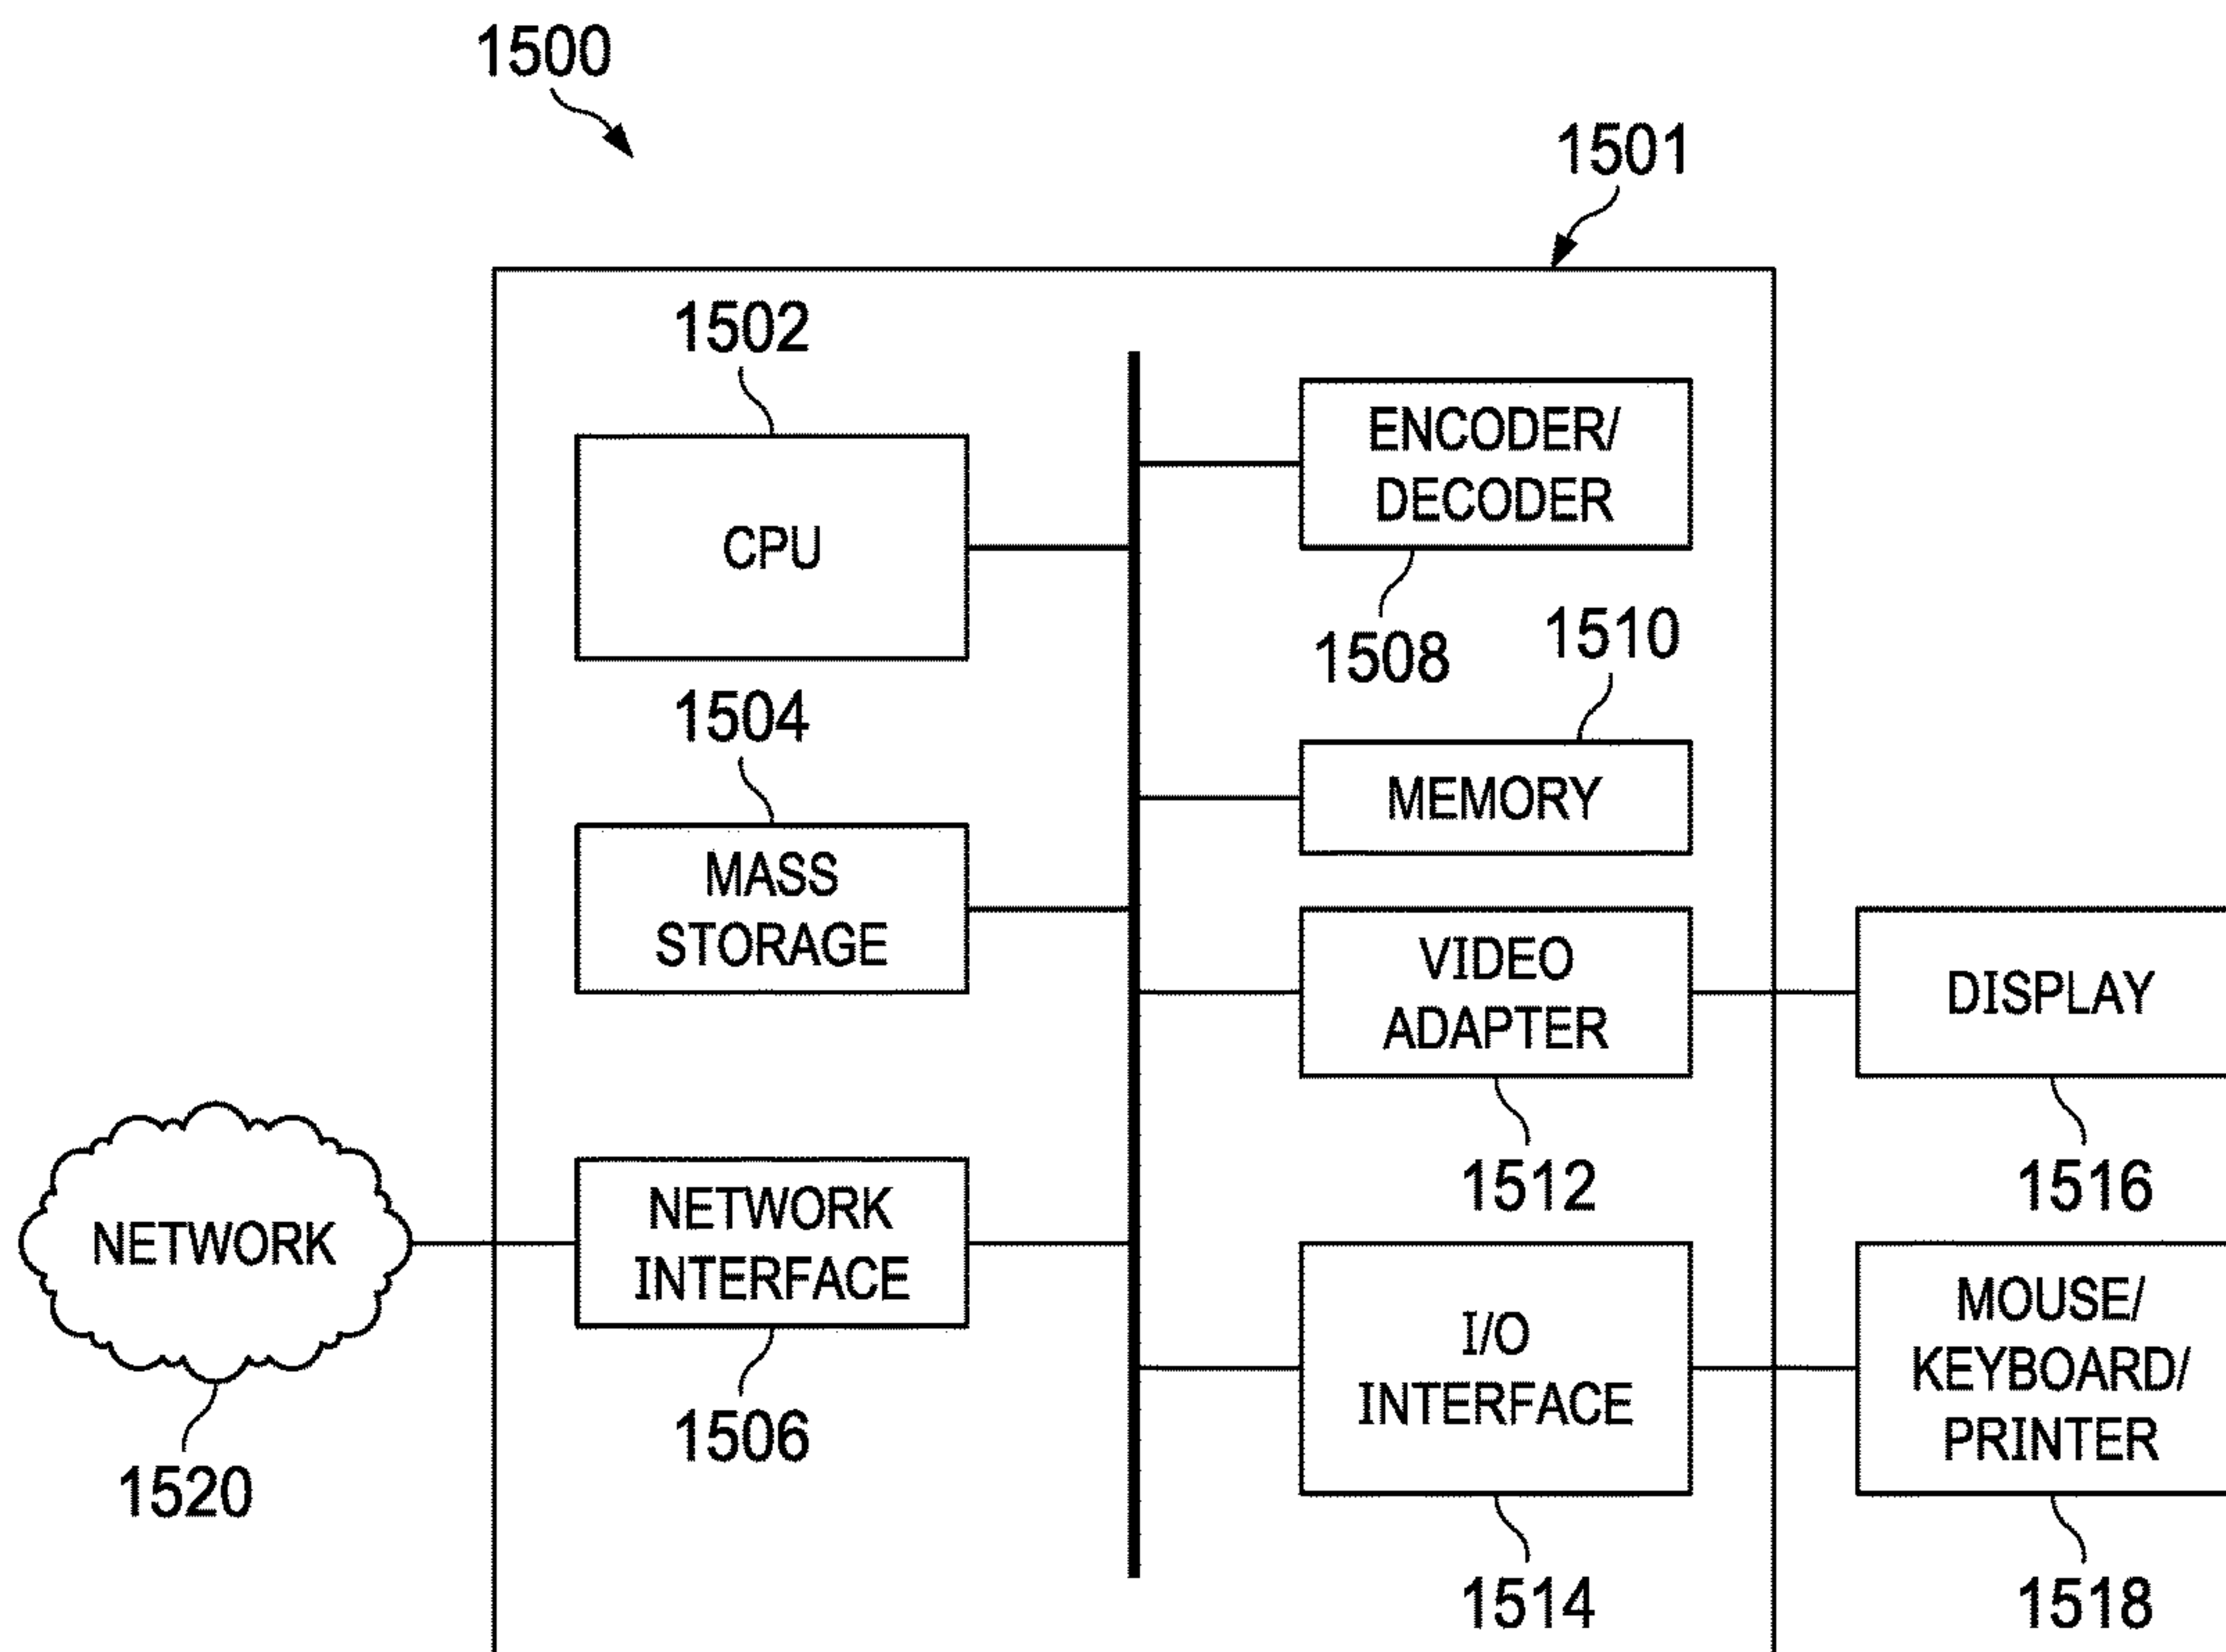 1500
1501
1502
CPU
ENCODER/
DECODER
1508
1510
1504
MEMORY
MASS
STORAGE
VIDEO
ADAPTER
DISPLAY
1512
1516
NETWORK
NETWORK
INTERFACE
I/O
INTERFACE
MOUSE/
KEYBOARD/
PRINTER
1506
1520
1514
1518